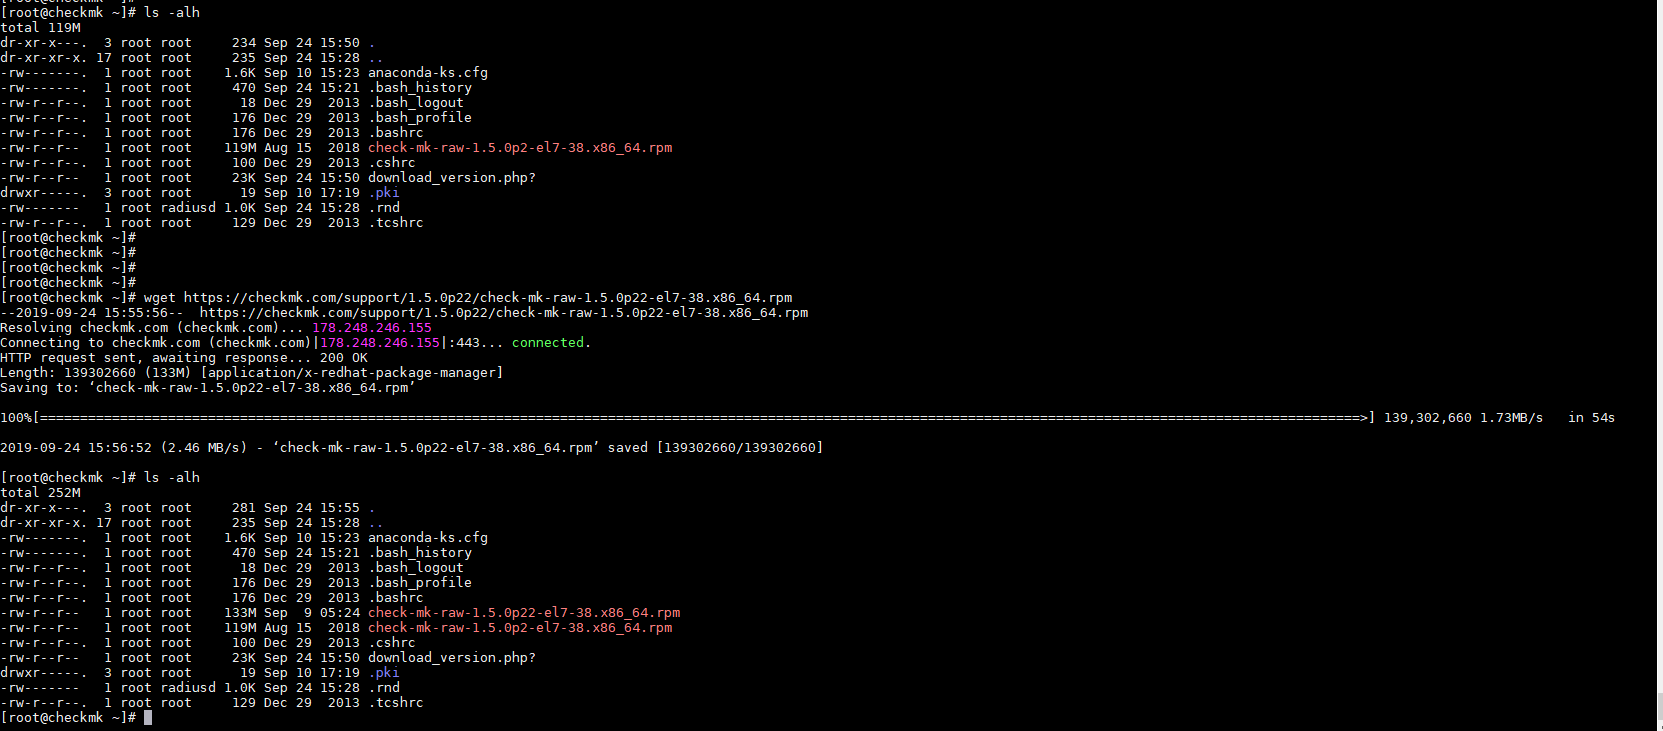 [root@checkmk ~]#
[root@checkmk ~]# ls -alh
total 119M
dr-xr-x---.  3 root root     234 Sep 24 15:50 .
dr-xr-xr-x. 17 root root     235 Sep 24 15:28 ..
-rw-------.  1 root root    1.6K Sep 10 15:23 anaconda-ks.cfg
-rw-------.  1 root root     470 Sep 24 15:21 .bash_history
-rw-r--r--.  1 root root      18 Dec 29  2013 .bash_logout
-rw-r--r--.  1 root root     176 Dec 29  2013 .bash_profile
-rw-r--r--.  1 root root     176 Dec 29  2013 .bashrc
-rw-r--r--   1 root root    119M Aug 15  2018 check-mk-raw-1.5.0p2-el7-38.x86_64.rpm
-rw-r--r--.  1 root root     100 Dec 29  2013 .cshrc
-rw-r--r--   1 root root     23K Sep 24 15:50 download_version.php?
drwxr-----.  3 root root      19 Sep 10 17:19 .pki
-rw-------   1 root radiusd 1.0K Sep 24 15:28 .rnd
-rw-r--r--.  1 root root     129 Dec 29  2013 .tcshrc
[root@checkmk ~]#
[root@checkmk ~]#
[root@checkmk ~]#
[root@checkmk ~]#
[root@checkmk ~]# wget https://checkmk.com/support/1.5.0p22/check-mk-raw-1.5.0p22-el7-38.x86_64.rpm
--2019-09-24 15:55:56--  https://checkmk.com/support/1.5.0p22/check-mk-raw-1.5.0p22-el7-38.x86_64.rpm
Resolving checkmk.com (checkmk.com)... 178.248.246.155
Connecting to checkmk.com (checkmk.com)|178.248.246.155|:443... connected.
HTTP request sent, awaiting response... 200 OK
Length: 139302660 (133M) [application/x-redhat-package-manager]
Saving to: ‘check-mk-raw-1.5.0p22-el7-38.x86_64.rpm’
100%[=====================================================================================================================================================================>] 139,302,660 1.73MB/s   in 54s
2019-09-24 15:56:52 (2.46 MB/s) - ‘check-mk-raw-1.5.0p22-el7-38.x86_64.rpm’ saved [139302660/139302660]
[root@checkmk ~]# ls -alh
total 252M
dr-xr-x---.  3 root root     281 Sep 24 15:55 .
dr-xr-xr-x. 17 root root     235 Sep 24 15:28 ..
-rw-------.  1 root root    1.6K Sep 10 15:23 anaconda-ks.cfg
-rw-------.  1 root root     470 Sep 24 15:21 .bash_history
-rw-r--r--.  1 root root      18 Dec 29  2013 .bash_logout
-rw-r--r--.  1 root root     176 Dec 29  2013 .bash_profile
-rw-r--r--.  1 root root     176 Dec 29  2013 .bashrc
-rw-r--r--   1 root root    133M Sep  9 05:24 check-mk-raw-1.5.0p22-el7-38.x86_64.rpm
-rw-r--r--   1 root root    119M Aug 15  2018 check-mk-raw-1.5.0p2-el7-38.x86_64.rpm
-rw-r--r--.  1 root root     100 Dec 29  2013 .cshrc
-rw-r--r--   1 root root     23K Sep 24 15:50 download_version.php?
drwxr-----.  3 root root      19 Sep 10 17:19 .pki
-rw-------   1 root radiusd 1.0K Sep 24 15:28 .rnd
-rw-r--r--.  1 root root     129 Dec 29  2013 .tcshrc
[root@checkmk ~]#